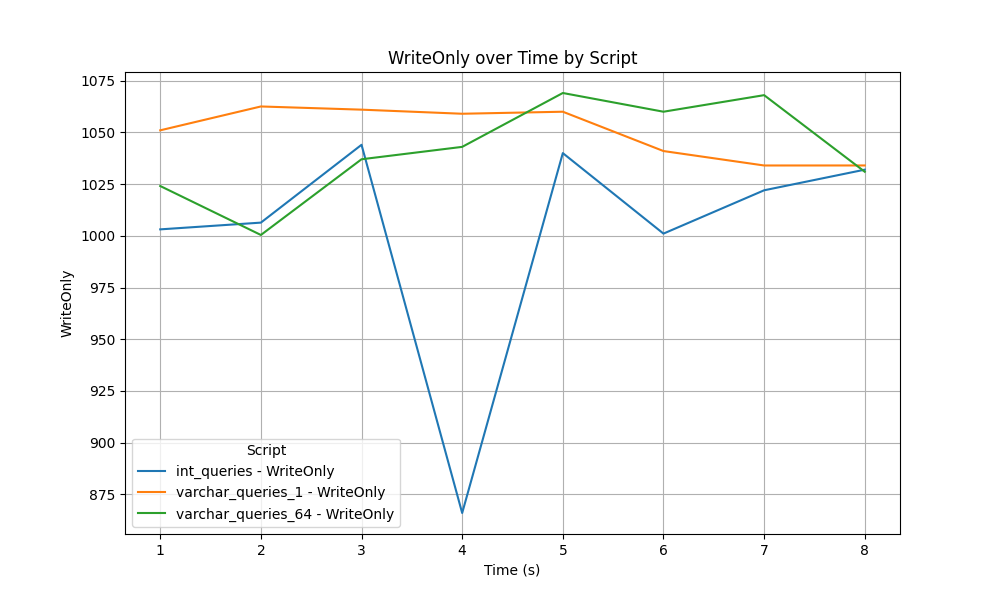 WriteOnly over Time by Script
WriteOnly
1075
1050
1025
1000
975
950
925
900
875
Script
int_queries - WriteOnly
varchar_queries_1 - WriteOnly
varchar_queries_64 - WriteOnly
1 2 3 4 5 6 7 8
Time (s)